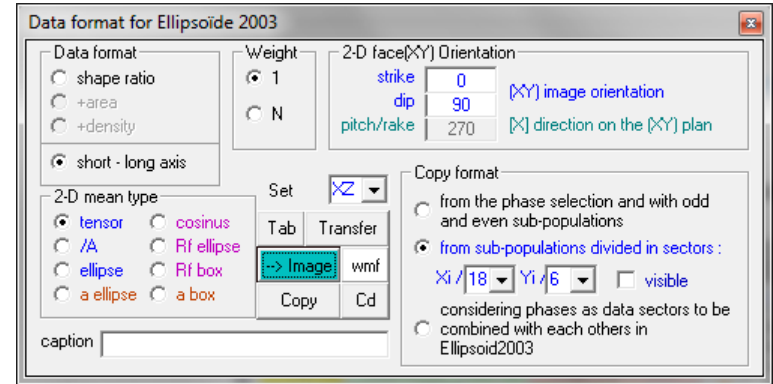 Data format for Ellipsoïde 2003
Data format
shape ratio
+area
+density
short - long axis
Weight
1
N
2-D face(XY) Orientation
strike 0
dip 90
(XY) image orientation
pitch/rake 270 [X] direction on the (XY) plan
2-D mean type
tensor cosinus
/A Rf ellipse
ellipse Rf box
a ellipse a box
Set XZ
Tab Transfer
--> Image wmf
Copy Cd
Copy format
from the phase selection and with odd
and even sub-populations
from sub-populations divided in sectors :
Xi / 18 Yi / 6 visible
considering phases as data sectors to be
combined with each others in
Ellipsoid2003
caption